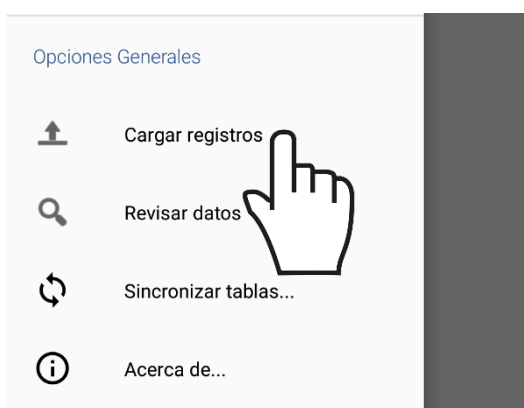 Opciones Generales
Cargar registros
Revisar datos
Sincronizar tablas...
Acerca de...